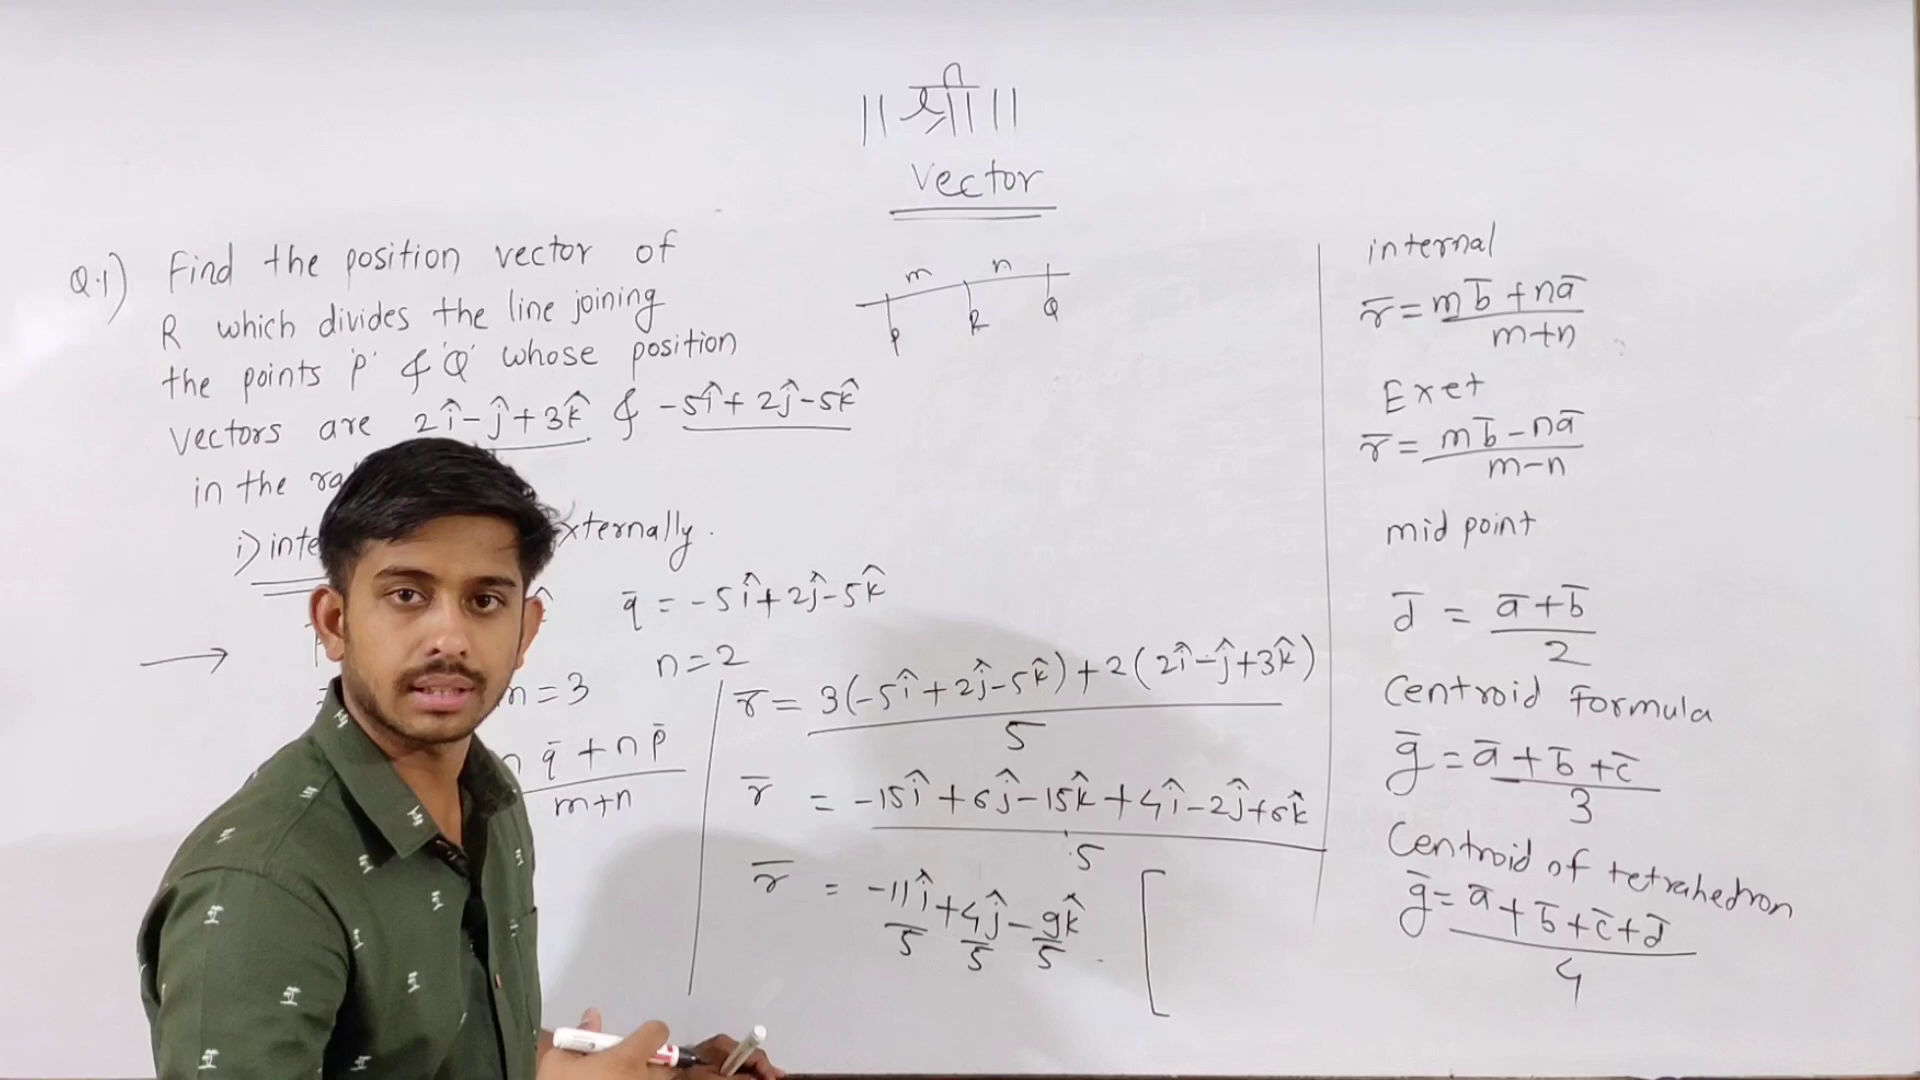 ||श्री||
Vector
Q.1) Find the position vector of
R which divides the line joining
the points 'P' & 'Q' whose position
vectors are 2î-ĵ+3k̂ & -5î+2ĵ-5k̂
in the
i) externally.
m n
P R Q
q̄ = -5î+2ĵ-5k̂
m=3 n=2
q̄ + n p̄
m+n
r̄ = 3(-5î+2ĵ-5k̂)+2(2î-ĵ+3k̂)
5
r̄ = -15î+6ĵ-15k̂+4î-2ĵ+6k̂
5
r̄ = -11î+4ĵ-9k̂
5 5 5
[
internal
r̄ = mb̄+nā
m+n
Exet
r̄ = mb̄-nā
m-n
mid point
d̄ = ā+b̄
2
Centroid Formula
ḡ = ā+b̄+c̄
3
Centroid of tetrahedron
ḡ = ā+b̄+c̄+d̄
4